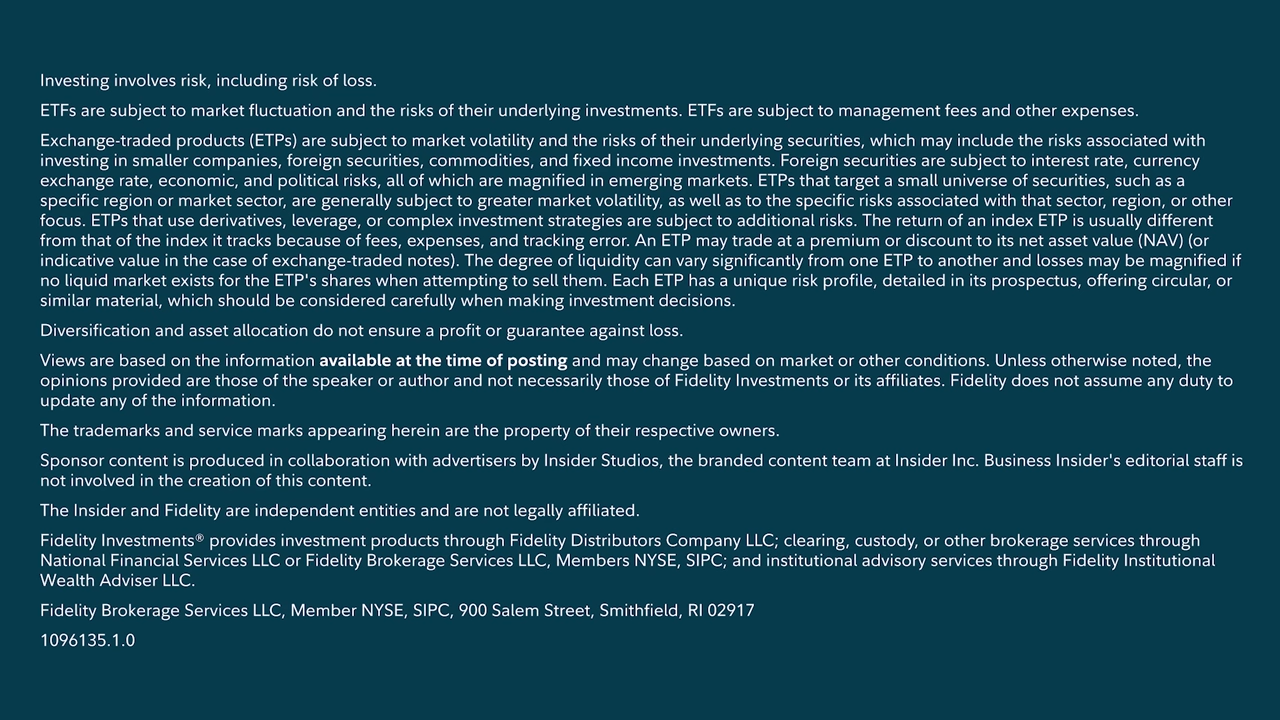 Investing involves risk, including risk of loss.
ETFs are subject to market fluctuation and the risks of their underlying investments. ETFs are subject to management fees and other expenses.
Exchange-traded products (ETPs) are subject to market volatility and the risks of their underlying securities, which may include the risks associated with
investing in smaller companies, foreign securities, commodities, and fixed income investments. Foreign securities are subject to interest rate, currency
exchange rate, economic, and political risks, all of which are magnified in emerging markets. ETPs that target a small universe of securities, such as a
specific region or market sector, are generally subject to greater market volatility, as well as to the specific risks associated with that sector, region, or other
focus. ETPs that use derivatives, leverage, or complex investment strategies are subject to additional risks. The return of an index ETP is usually different
from that of the index it tracks because of fees, expenses, and tracking error. An ETP may trade at a premium or discount to its net asset value (NAV) (or
indicative value in the case of exchange-traded notes). The degree of liquidity can vary significantly from one ETP to another and losses may be magnified if
no liquid market exists for the ETP's shares when attempting to sell them. Each ETP has a unique risk profile, detailed in its prospectus, offering circular, or
similar material, which should be considered carefully when making investment decisions.
Diversification and asset allocation do not ensure a profit or guarantee against loss.
Views are based on the information available at the time of posting and may change based on market or other conditions. Unless otherwise noted, the
opinions provided are those of the speaker or author and not necessarily those of Fidelity Investments or its affiliates. Fidelity does not assume any duty to
update any of the information.
The trademarks and service marks appearing herein are the property of their respective owners.
Sponsor content is produced in collaboration with advertisers by Insider Studios, the branded content team at Insider Inc. Business Insider's editorial staff is
not involved in the creation of this content.
The Insider and Fidelity are independent entities and are not legally affiliated.
Fidelity Investments® provides investment products through Fidelity Distributors Company LLC; clearing, custody, or other brokerage services through
National Financial Services LLC or Fidelity Brokerage Services LLC, Members NYSE, SIPC; and institutional advisory services through Fidelity Institutional
Wealth Adviser LLC.
Fidelity Brokerage Services LLC, Member NYSE, SIPC, 900 Salem Street, Smithfield, RI 02917
1096135.1.0